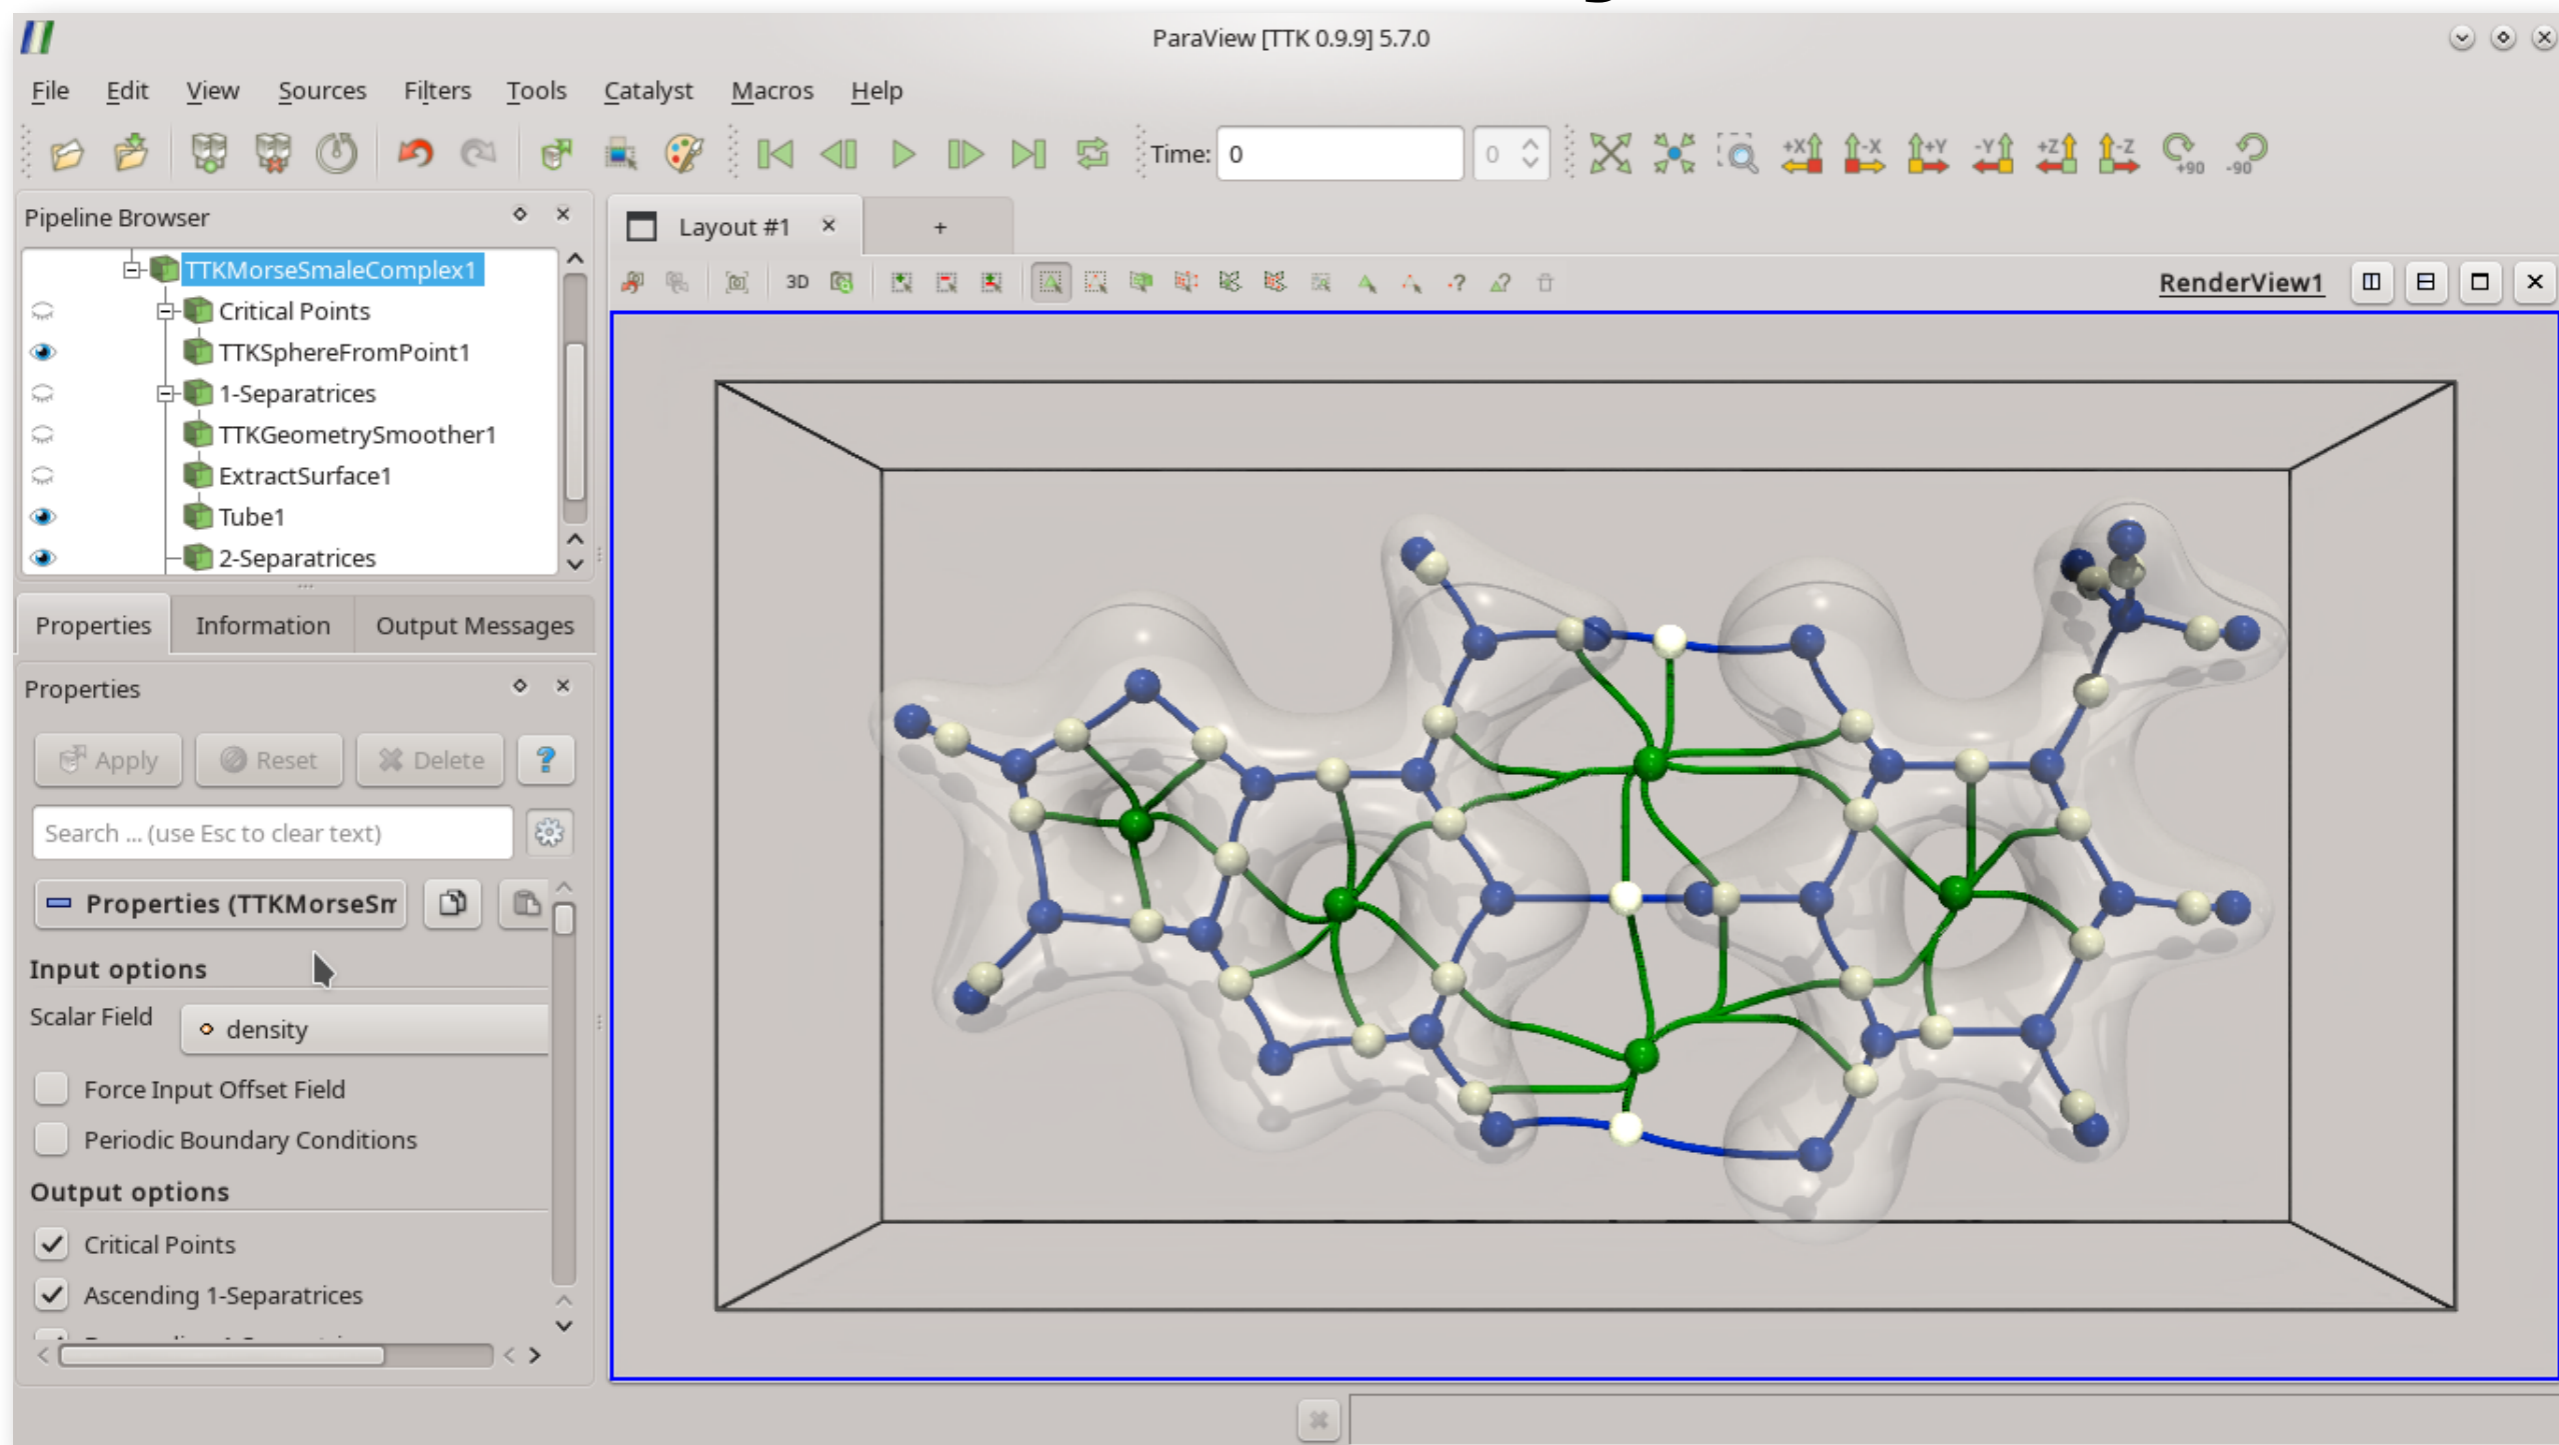 ParaView [TTK 0.9.9] 5.7.0
File Edit View Sources Filters Tools Catalyst Macros Help
Time: 0 0 +X -X +Y -Y +Z -Z +90 -90
Pipeline Browser
Layout #1 +
TTKMorseSmaleComplex1
3D RenderView1
Critical Points
TTKSphereFromPoint1
1-Separatrices
TTKGeometrySmoother1
ExtractSurface1
Tube1
2-Separatrices
Properties Information Output Messages
Properties
Apply Reset Delete ?
Search ... (use Esc to clear text)
Properties (TTKMorseSm
Input options
Scalar Field density
Force Input Offset Field
Periodic Boundary Conditions
Output options
Critical Points
Ascending 1-Separatrices